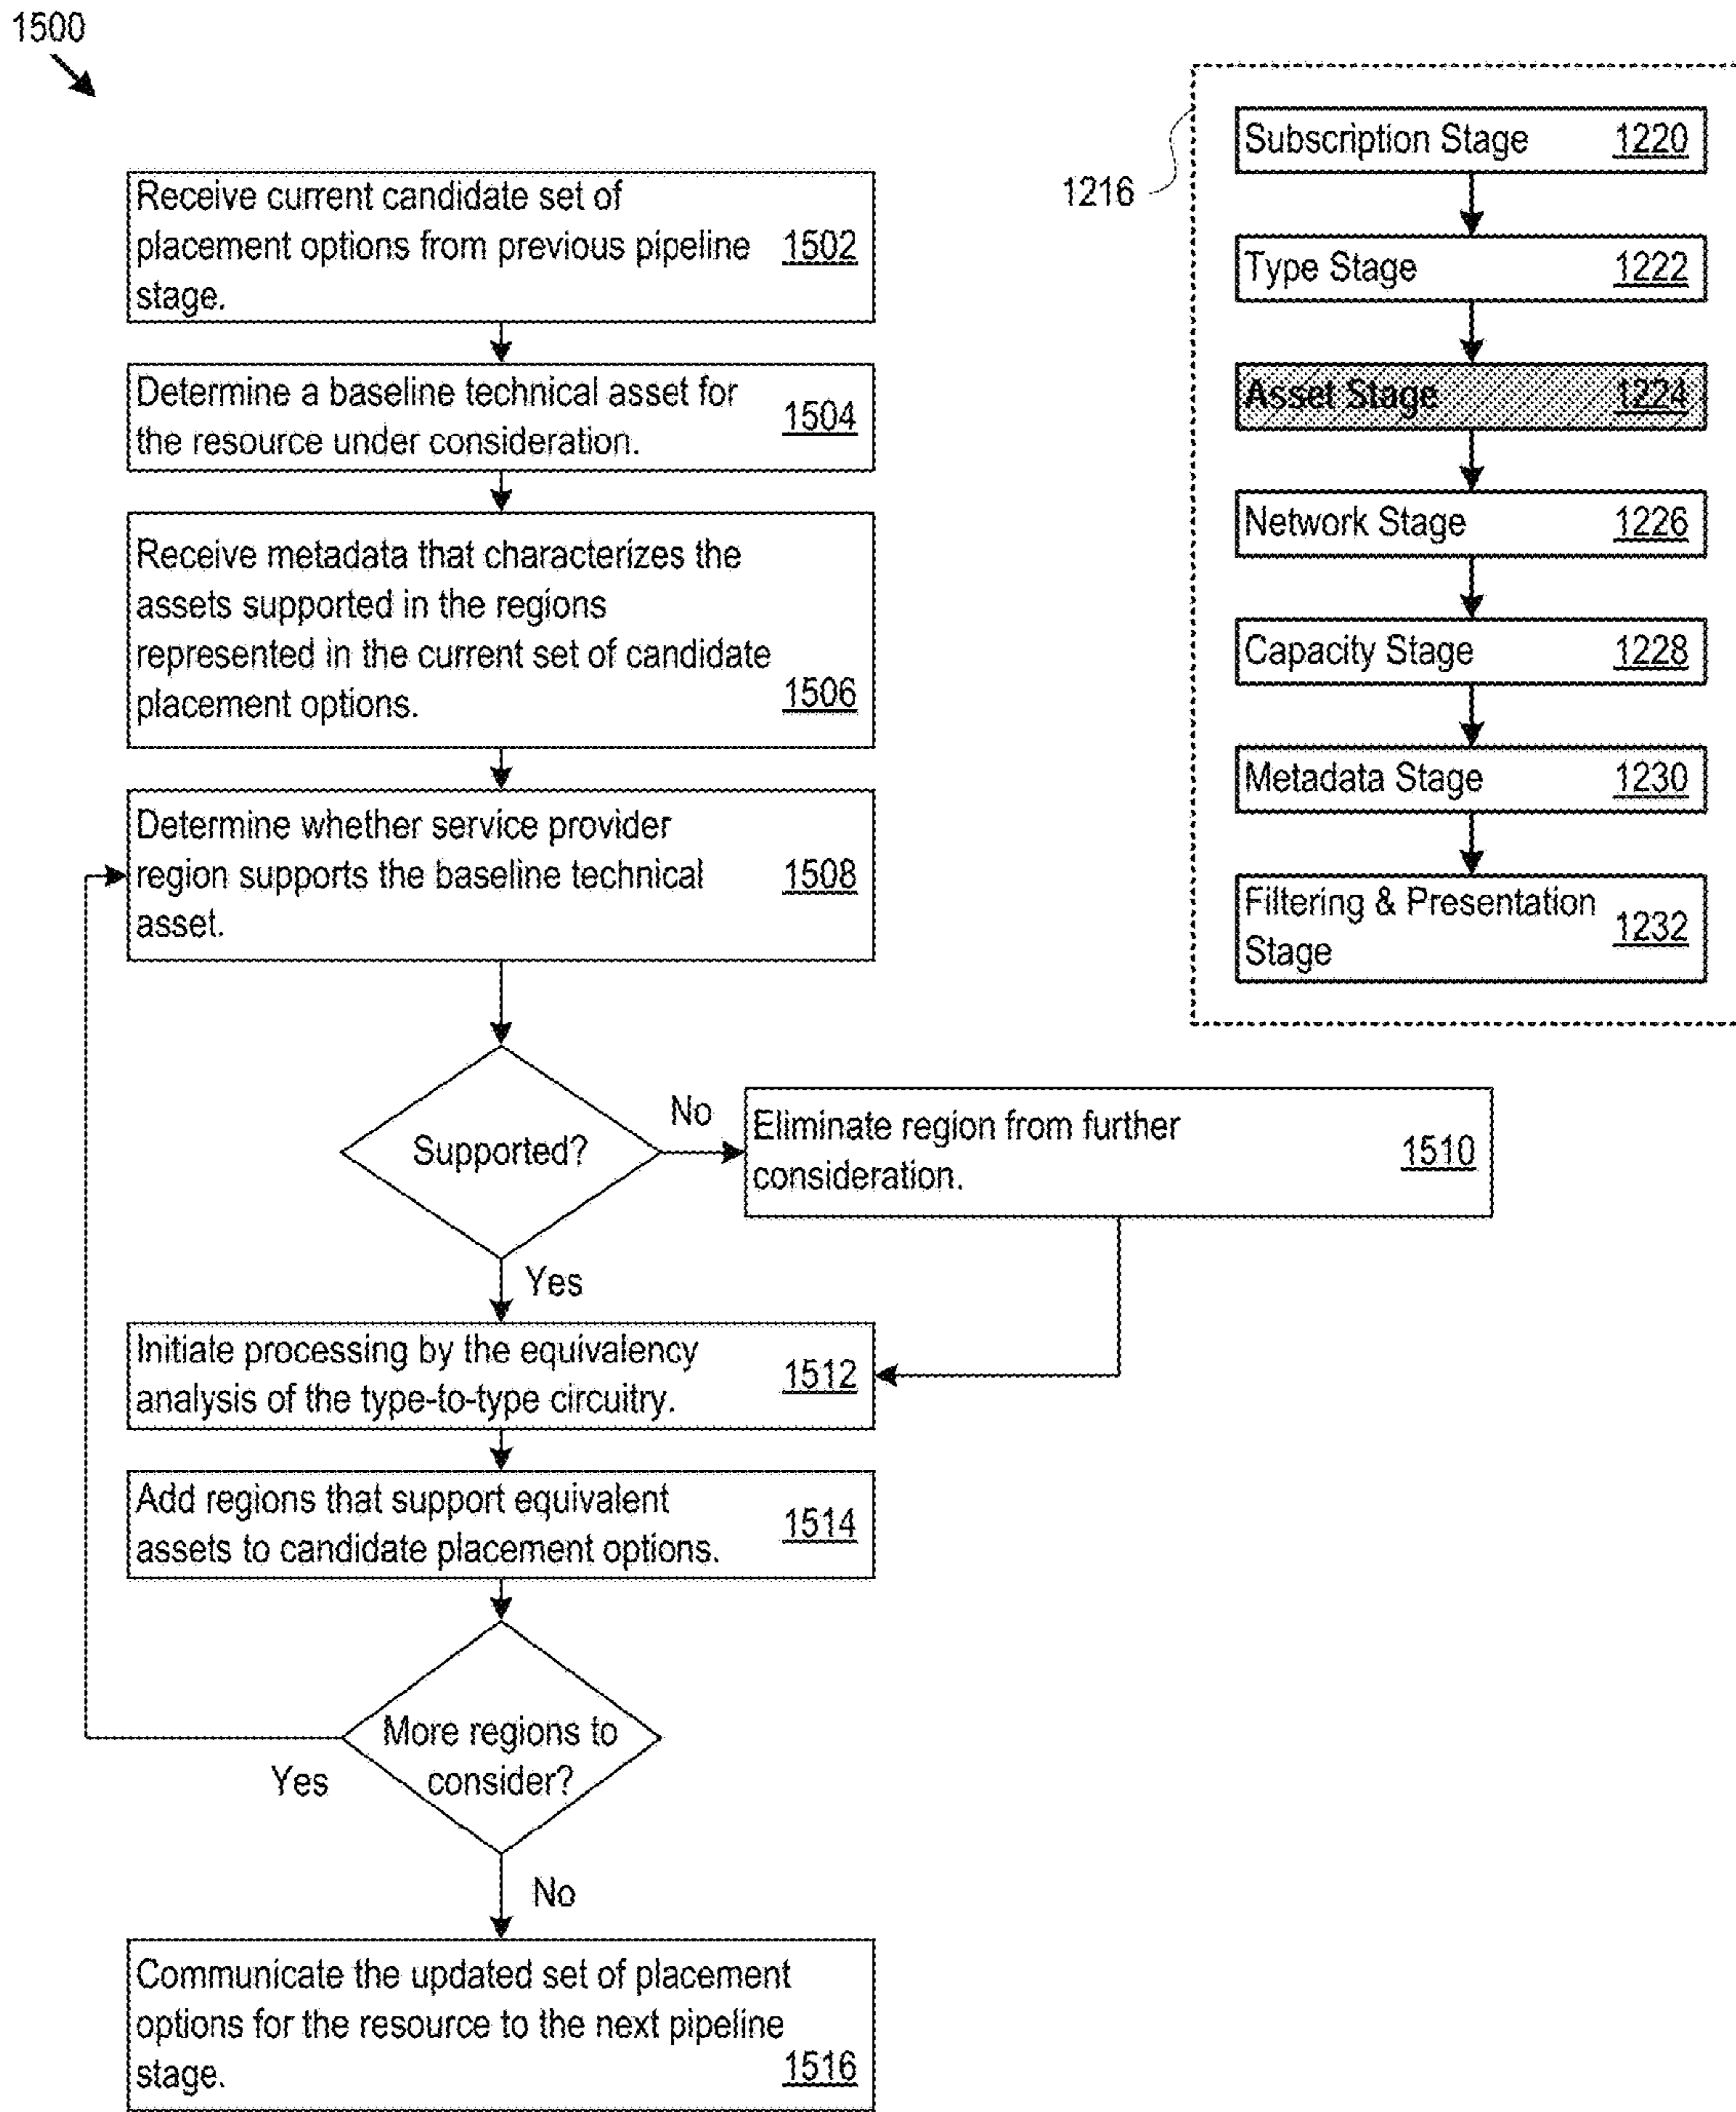 1500
Receive current candidate set of
placement options from previous pipeline 1502
stage.
Determine a baseline technical asset for
the resource under consideration. 1504
Receive metadata that characterizes the
assets supported in the regions
represented in the current set of candidate
placement options. 1506
Determine whether service provider
region supports the baseline technical 1508
asset.
Supported?
No
Eliminate region from further
consideration. 1510
Yes
Initiate processing by the equivalency
analysis of the type-to-type circuitry. 1512
Add regions that support equivalent
assets to candidate placement options. 1514
More regions to
consider?
Yes
No
Communicate the updated set of placement
options for the resource to the next pipeline
stage. 1516
1216
Subscription Stage 1220
Type Stage 1222
Asset Stage 1224
Network Stage 1226
Capacity Stage 1228
Metadata Stage 1230
Filtering & Presentation 1232
Stage